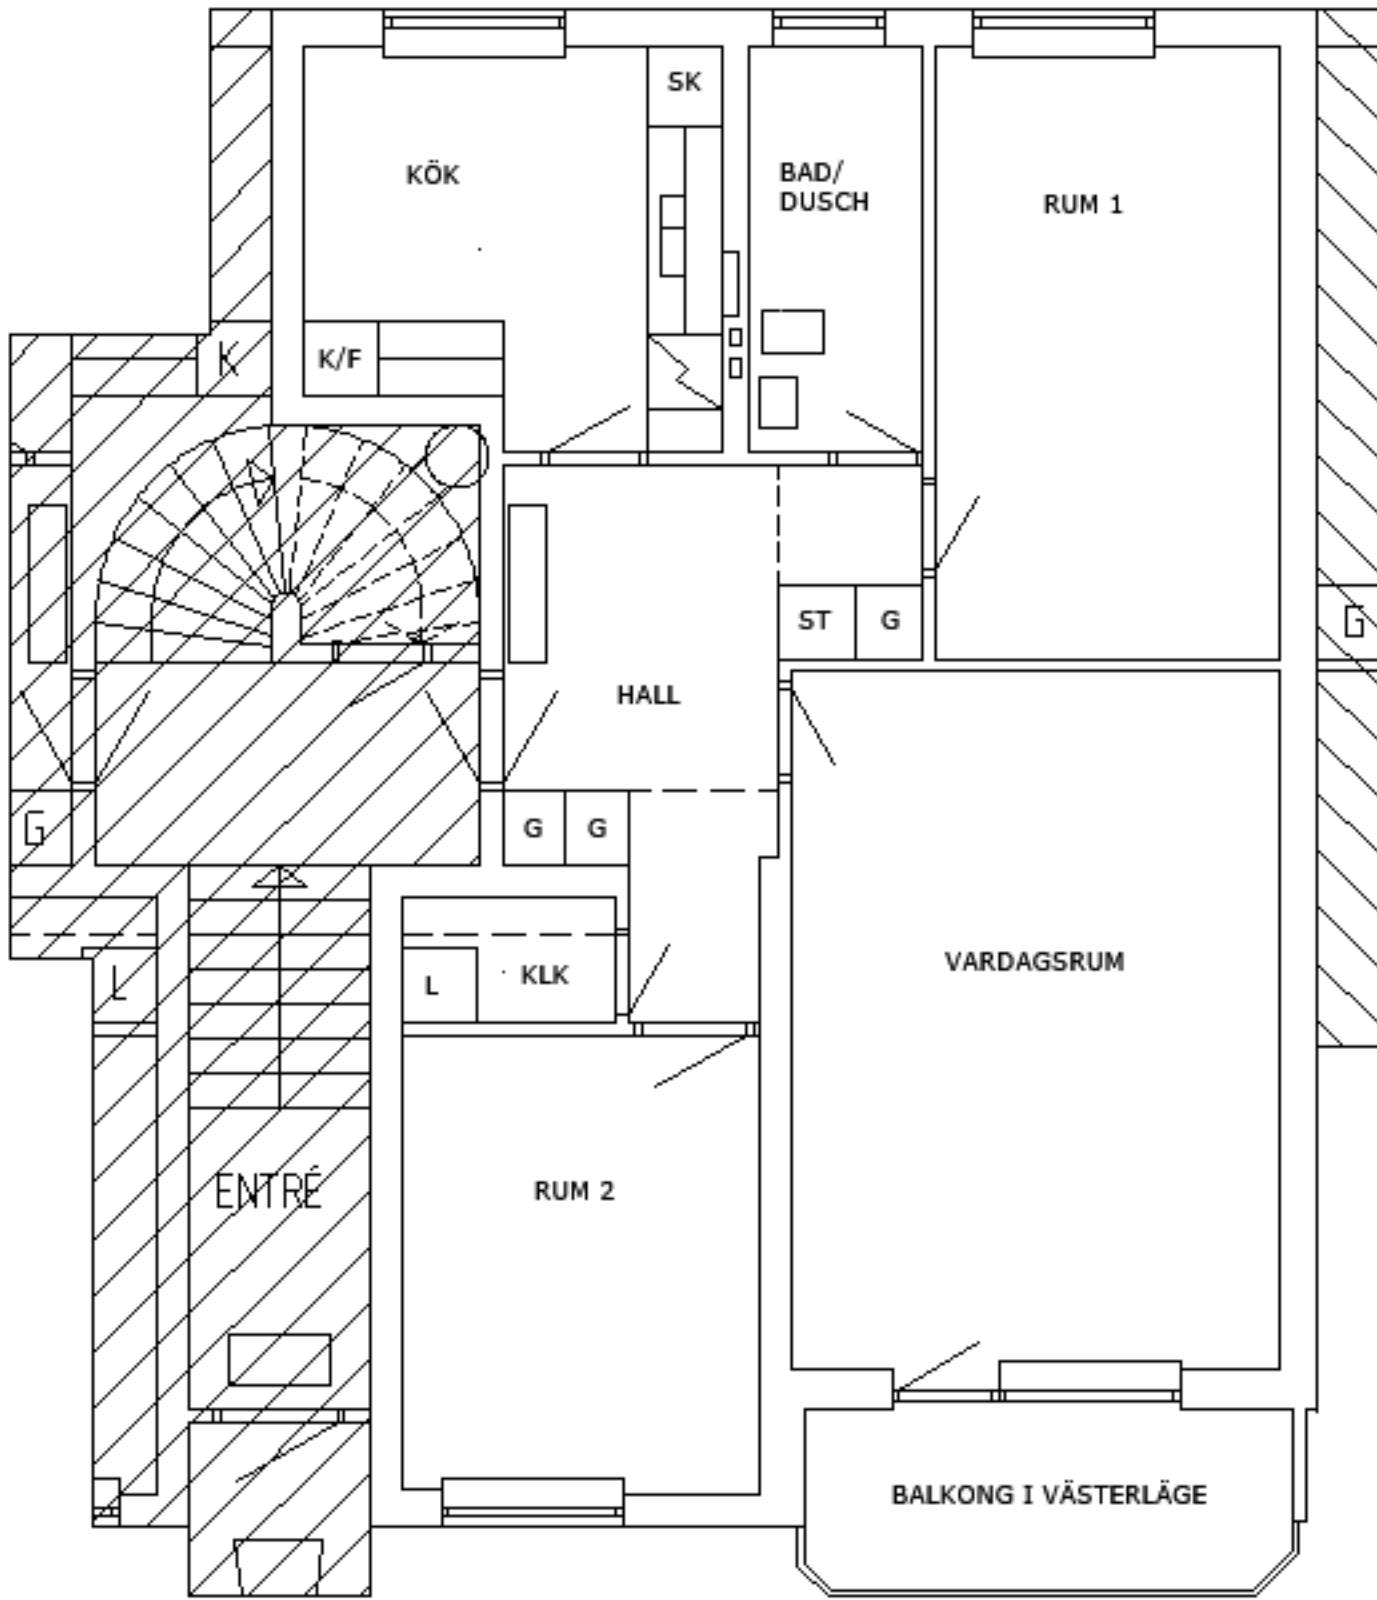 SK
KÖK
BAD/
DUSCH
RUM 1
K
K/F
ST
G
G
HALL
G
G
G
L
L
KLK
VARDAGSRUM
ENTRÉ
RUM 2
BALKONG I VÄSTERLÄGE